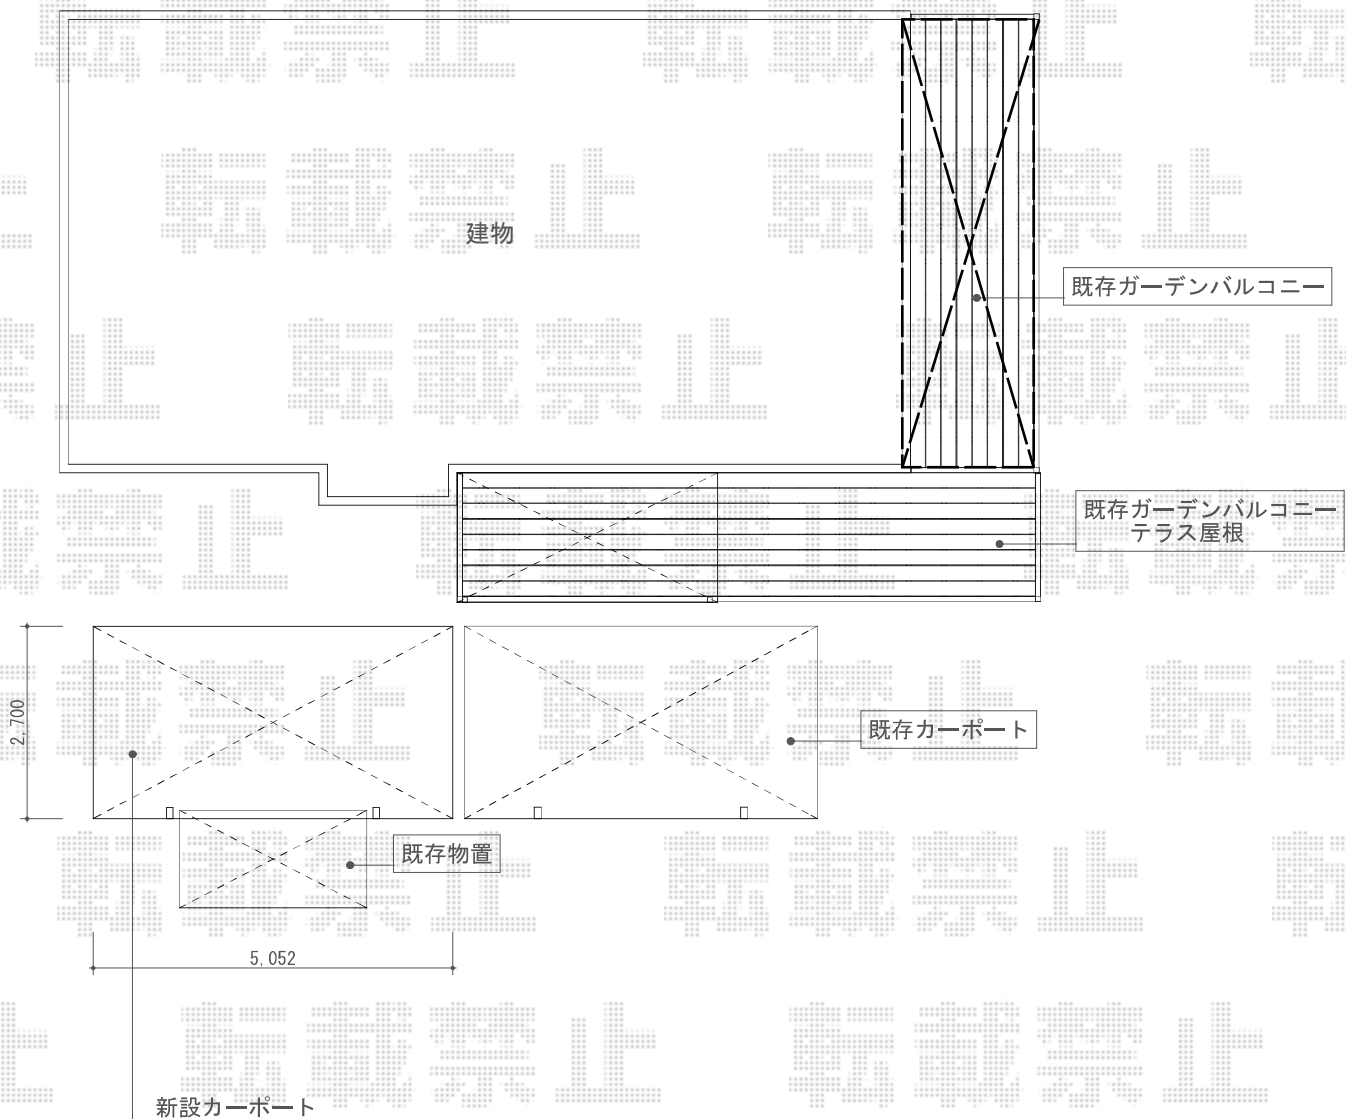 建物
既存ガーデンバルコニー
既存ガーデンバルコニー
テラス屋根
2,700
既存カーポート
既存物置
5,052
新設カーポート
転載禁止